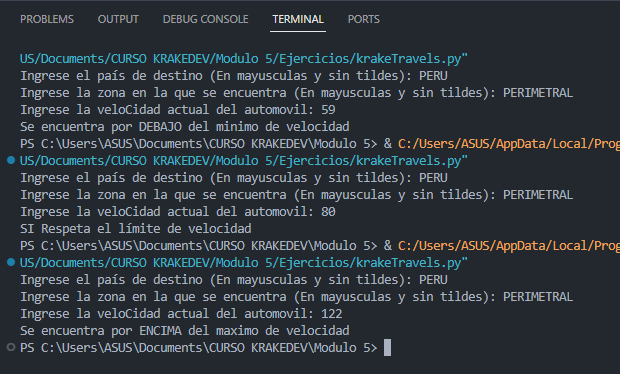 PROBLEMS OUTPUT DEBUG CONSOLE TERMINAL PORTS
US/Documents/CURSO KRAKEDEV/Modulo 5/Ejercicios/krakeTravels.py"
Ingrese el país de destino (En mayusculas y sin tildes): PERU
Ingrese la zona en la que se encuentra (En mayusculas y sin tildes): PERIMETRAL
Ingrese la veloCidad actual del automovil: 59
Se encuentra por DEBAJO del minimo de velocidad
PS C:\Users\ASUS\Documents\CURSO KRAKEDEV\Modulo 5> & C:/Users/ASUS/AppData/Local/Prog
US/Documents/CURSO KRAKEDEV/Modulo 5/Ejercicios/krakeTravels.py"
Ingrese el país de destino (En mayusculas y sin tildes): PERU
Ingrese la zona en la que se encuentra (En mayusculas y sin tildes): PERIMETRAL
Ingrese la veloCidad actual del automovil: 80
SI Respeta el límite de velocidad
PS C:\Users\ASUS\Documents\CURSO KRAKEDEV\Modulo 5> & C:/Users/ASUS/AppData/Local/Prog
US/Documents/CURSO KRAKEDEV/Modulo 5/Ejercicios/krakeTravels.py"
Ingrese el país de destino (En mayusculas y sin tildes): PERU
Ingrese la zona en la que se encuentra (En mayusculas y sin tildes): PERIMETRAL
Ingrese la veloCidad actual del automovil: 122
Se encuentra por ENCIMA del maximo de velocidad
PS C:\Users\ASUS\Documents\CURSO KRAKEDEV\Modulo 5>